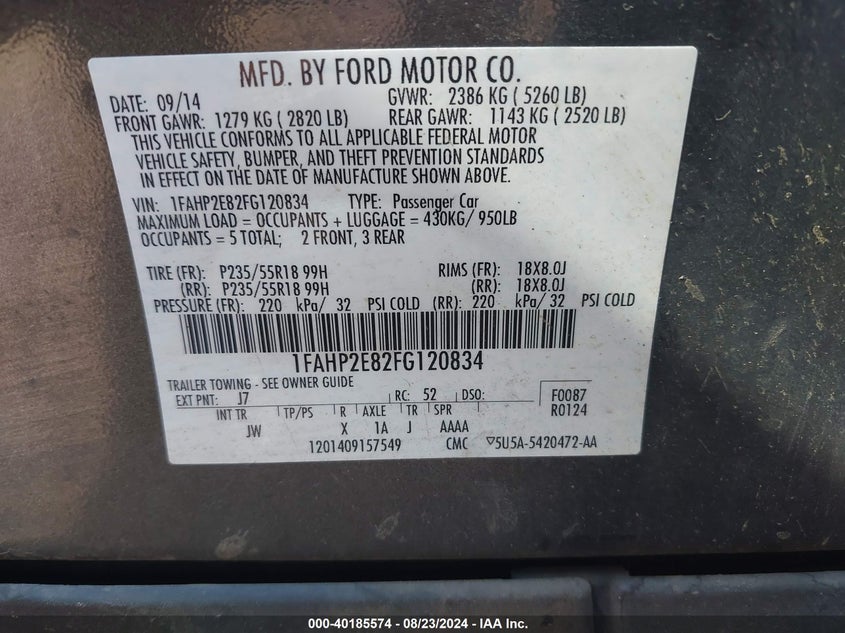 MFD. BY FORD MOTOR CO.
DATE: 09/14 GVWR: 2386 KG ( 5260 LB)
FRONT GAWR: 1279 KG ( 2820 LB) REAR GAWR: 1143 KG ( 2520 LB)
THIS VEHICLE CONFORMS TO ALL APPLICABLE FEDERAL MOTOR
VEHICLE SAFETY, BUMPER, AND THEFT PREVENTION STANDARDS
IN EFFECT ON THE DATE OF MANUFACTURE SHOWN ABOVE.
VIN: 1FAHP2E82FG120834 TYPE: Passenger Car
MAXIMUM LOAD = OCCUPANTS + LUGGAGE = 430KG/ 950LB
OCCUPANTS = 5 TOTAL; 2 FRONT, 3 REAR
TIRE (FR): P235/55R18 99H RIMS (FR): 18X8.0J
(RR): P235/55R18 99H (RR): 18X8.0J
PRESSURE (FR): 220 kPa/ 32 PSI COLD (RR): 220 kPa/ 32 PSI COLD
1FAHP2E82FG120834
TRAILER TOWING - SEE OWNER GUIDE
EXT PNT: J7 RC: 52 DSO: F0087
INT TR TP/PS R AXLE TR SPR R0124
JW X 1A J AAAA
1201409157549 CMC ▽5U5A-5420472-AA
000-40185574 - 08/23/2024 - IAA Inc.